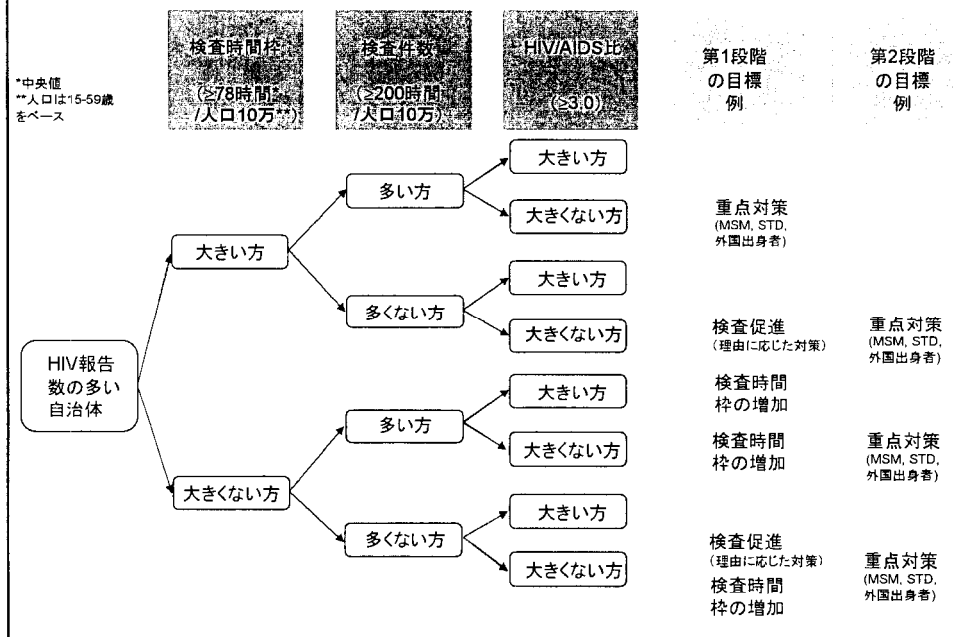 *中央値
**人口は15-59歳
をベース
検査時間枠
(≥78時間*
/人口10万**)
検査件数
(≥200時間
/人口10万)
HIV/AIDS比
(≥3.0)
第1段階
の目標
例
第2段階
の目標
例
HIV報告
数の多い
自治体
大きい方
大きくない方
多い方
多くない方
多い方
多くない方
大きい方
大きくない方
重点対策
(MSM, STD,
外国出身者)
大きい方
大きくない方
検査促進
(理由に応じた対策)
重点対策
(MSM, STD,
外国出身者)
大きい方
検査時間
枠の増加
大きくない方
検査時間
枠の増加
重点対策
(MSM, STD,
外国出身者)
大きい方
大きくない方
検査促進
(理由に応じた対策)
検査時間
枠の増加
重点対策
(MSM, STD,
外国出身者)